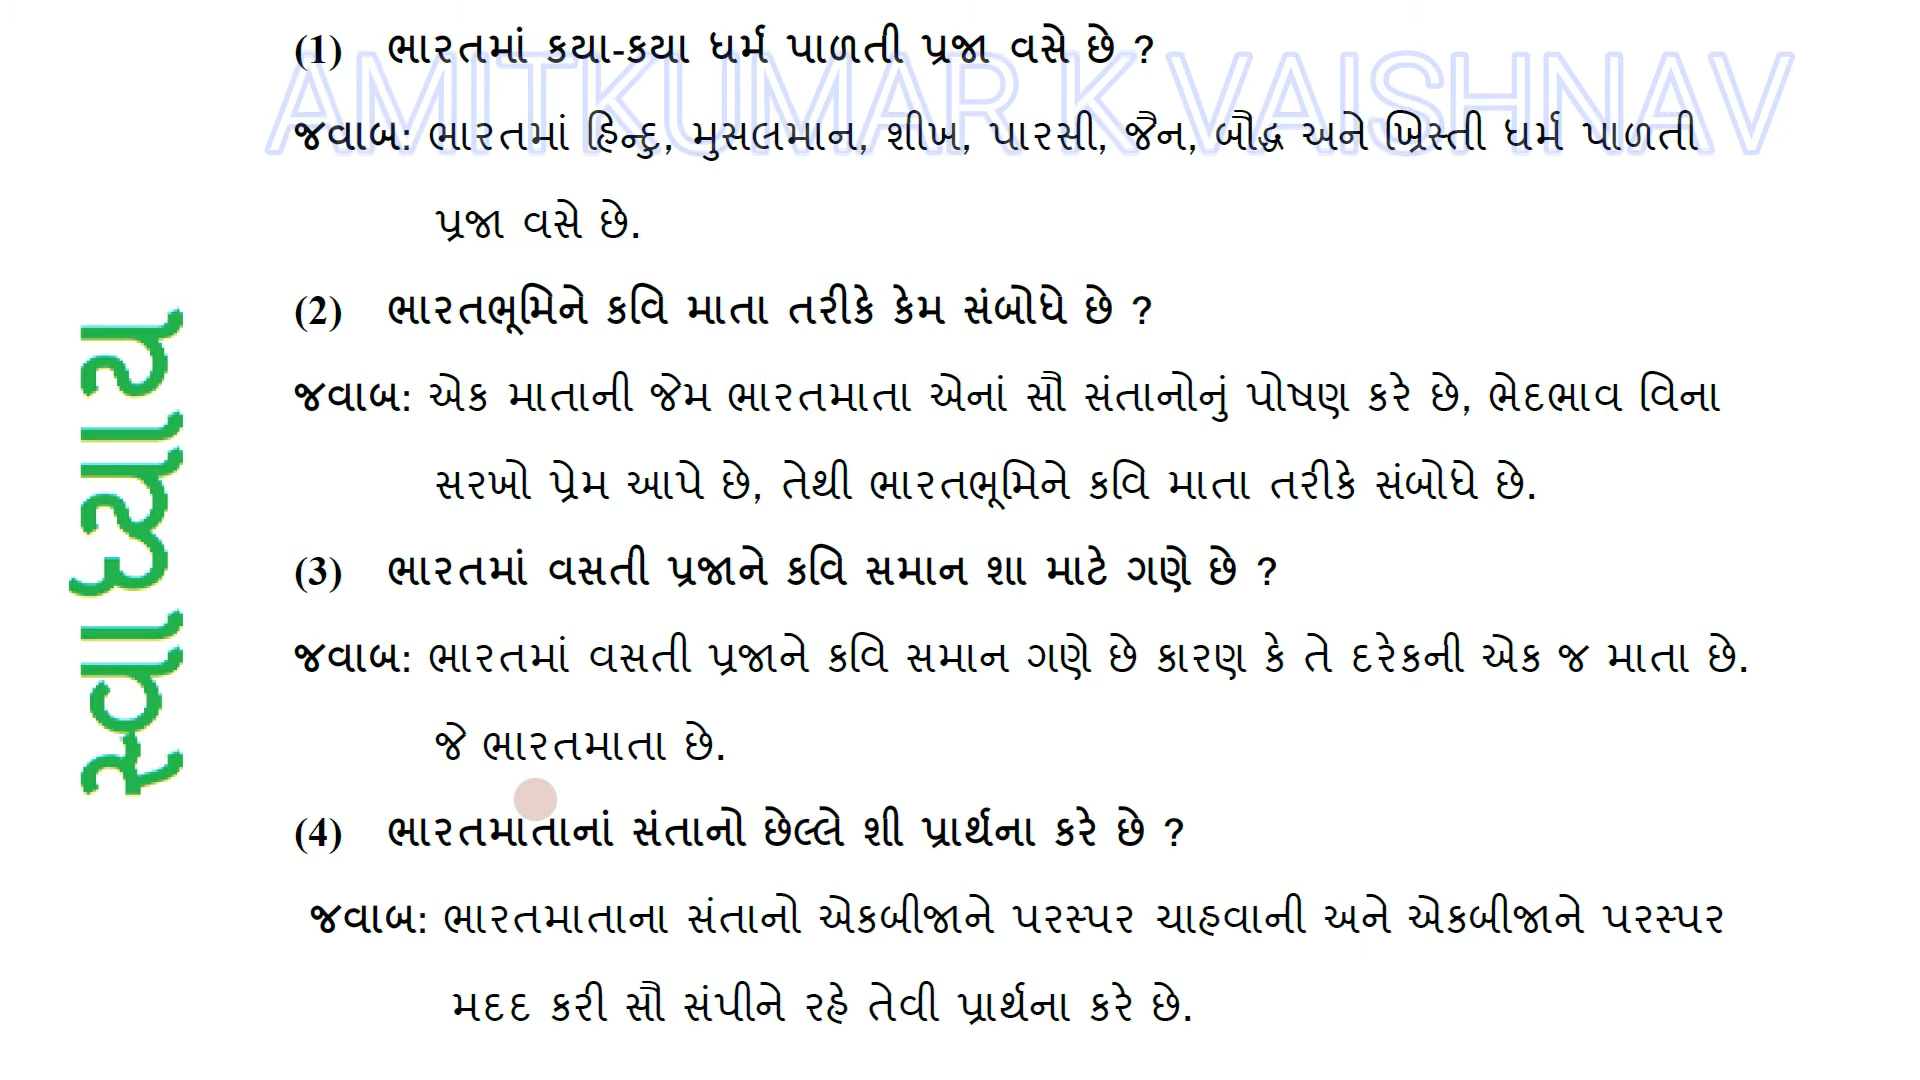 AMITKUMAR K VAISHNAV
(1) ભારતમાં કયા-કયા ધર્મ પાળતી પ્રજા વસે છે ?
જવાબ: ભારતમાં હિન્દુ, મુસલમાન, શીખ, પારસી, જૈન, બૌદ્ધ અને ખ્રિસ્તી ધર્મ પાળતી
પ્રજા વસે છે.
(2) ભારતભૂમિને કવિ માતા તરીકે કેમ સંબોધે છે ?
જવાબ: એક માતાની જેમ ભારતમાતા એનાં સૌ સંતાનોનું પોષણ કરે છે, ભેદભાવ વિના
સરખો પ્રેમ આપે છે, તેથી ભારતભૂમિને કવિ માતા તરીકે સંબોધે છે.
(3) ભારતમાં વસતી પ્રજાને કવિ સમાન શા માટે ગણે છે ?
જવાબ: ભારતમાં વસતી પ્રજાને કવિ સમાન ગણે છે કારણ કે તે દરેકની એક જ માતા છે.
જે ભારતમાતા છે.
(4) ભારતમાતાનાં સંતાનો છેલ્લે શી પ્રાર્થના કરે છે ?
જવાબ: ભારતમાતાના સંતાનો એકબીજાને પરસ્પર ચાહવાની અને એકબીજાને પરસ્પર
મદદ કરી સૌ સંપીને રહે તેવી પ્રાર્થના કરે છે.
સ્વાધ્યાય